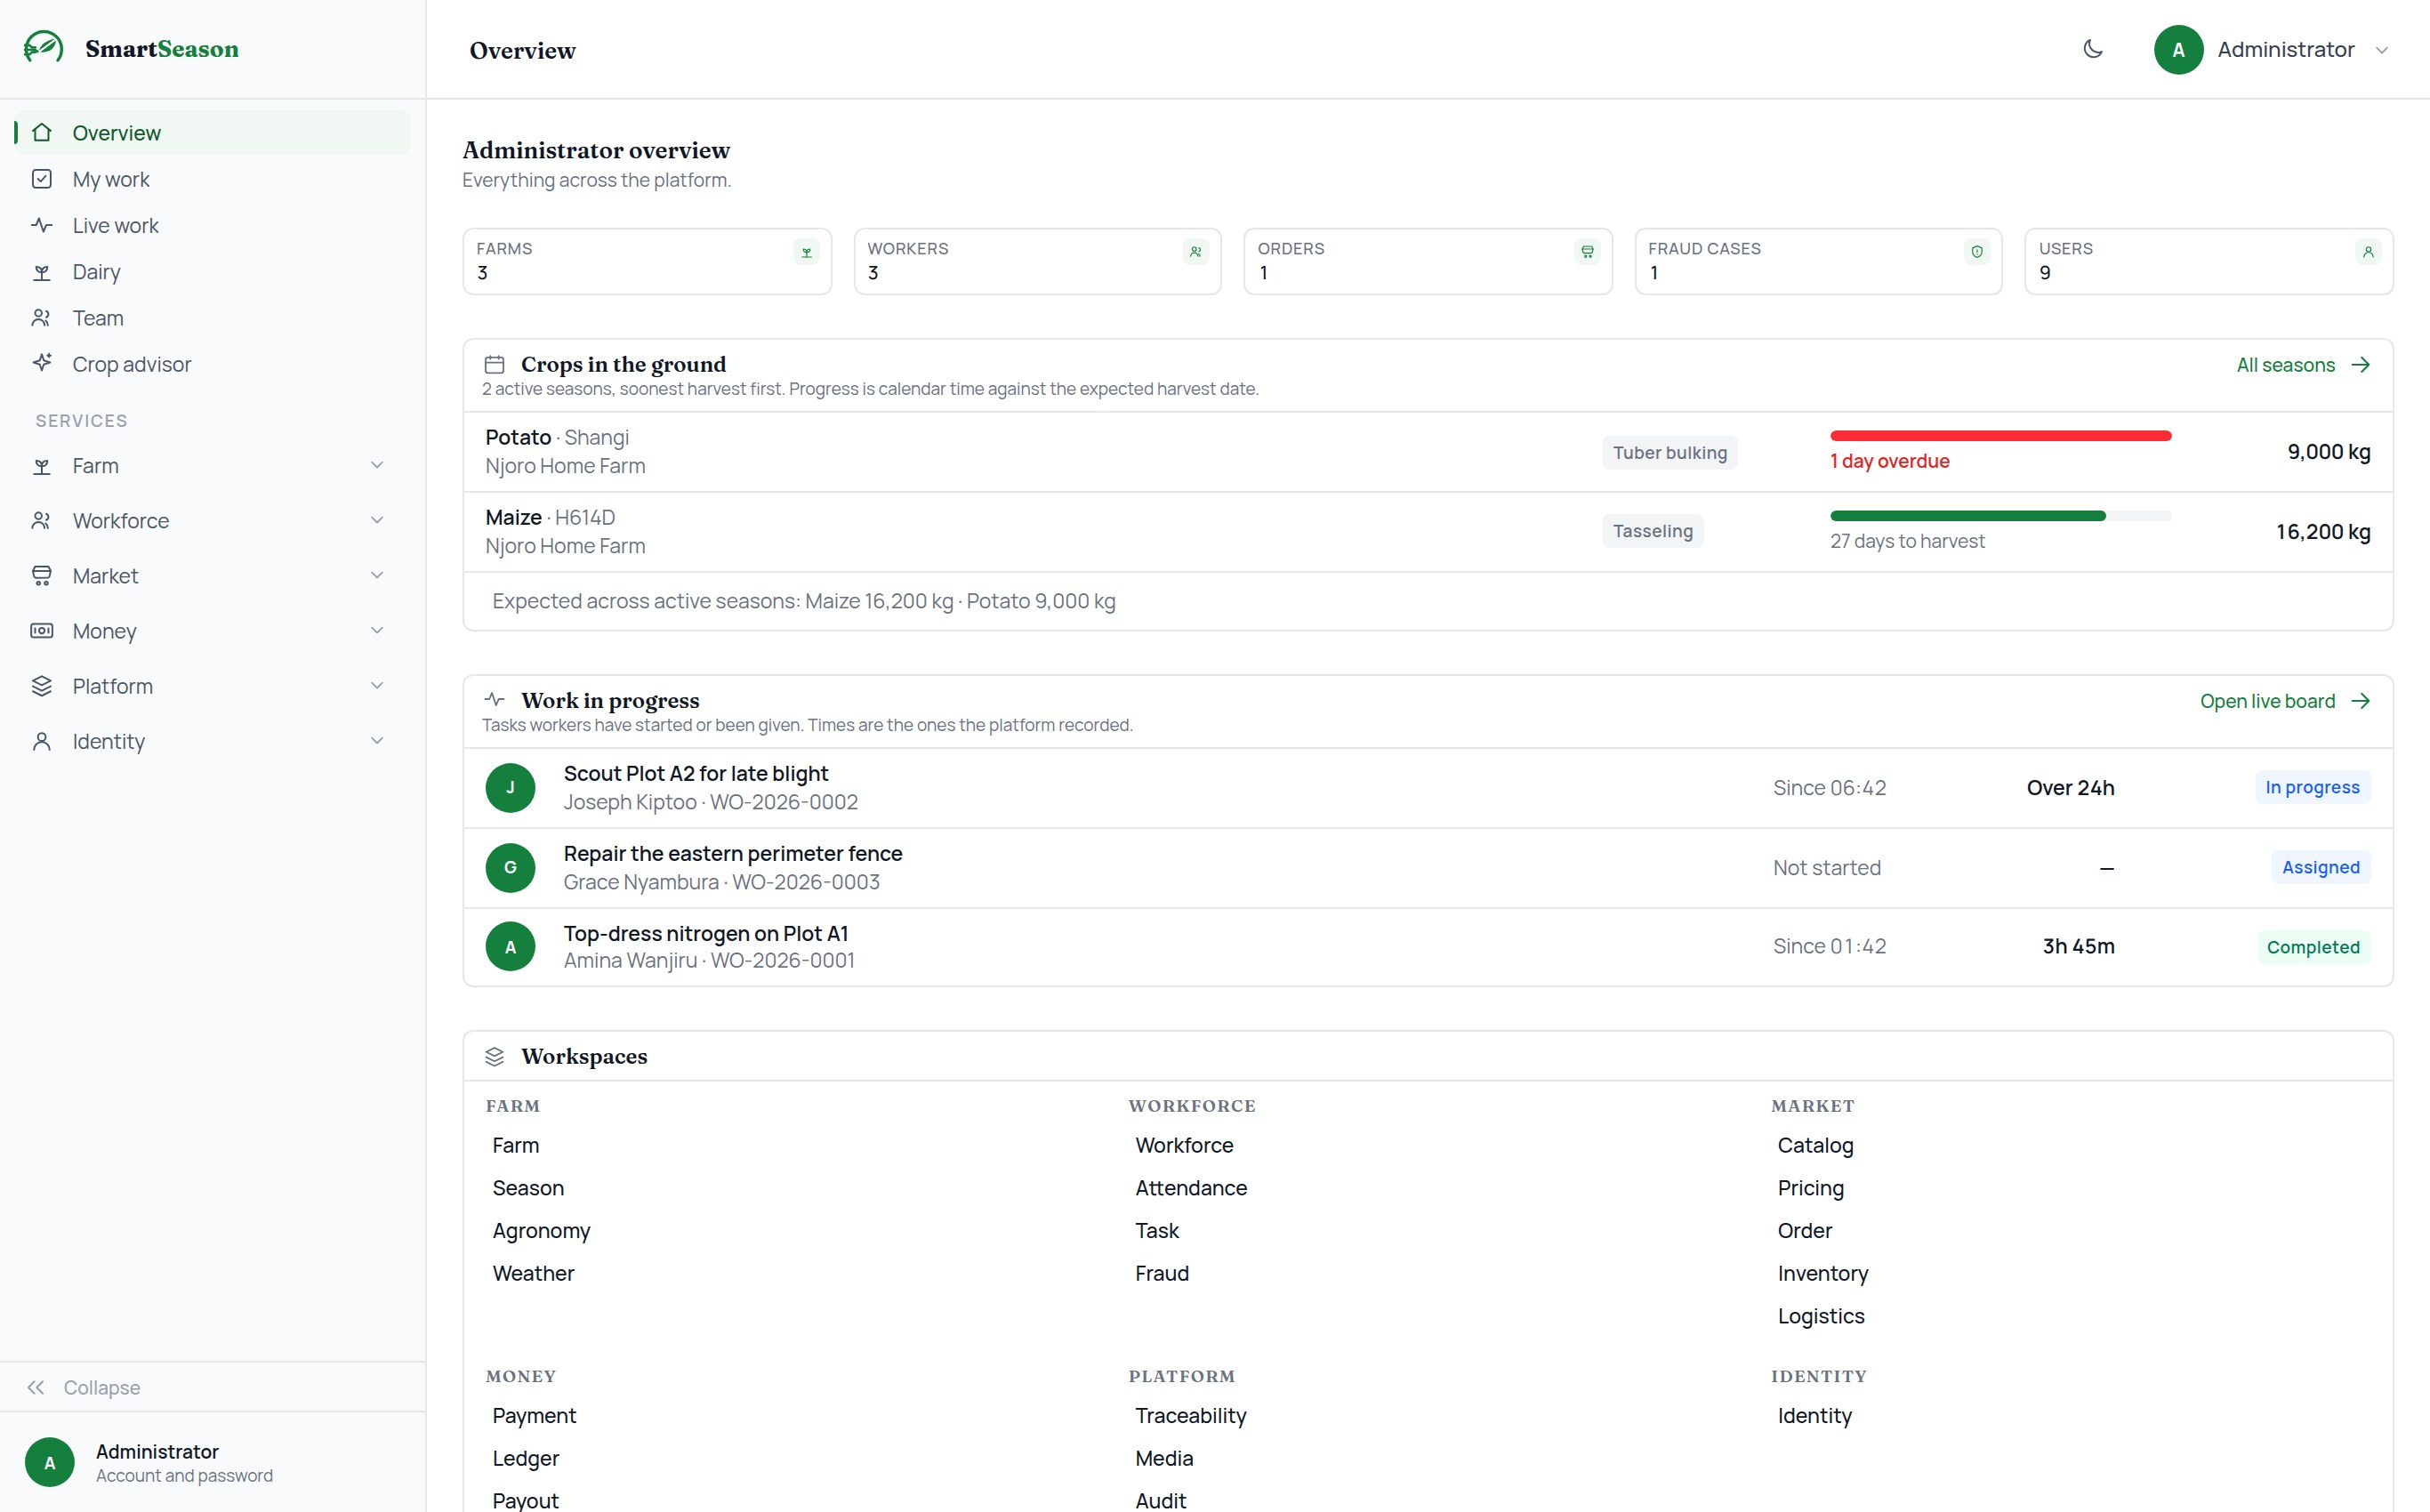 SmartSeason
Overview
A
Administrator
Overview
My work
Live work
Dairy
Team
Crop advisor
SERVICES
Farm
Workforce
Market
Money
Platform
Identity
Collapse
A
Administrator
Account and password
Administrator overview
Everything across the platform.
FARMS
3
WORKERS
3
ORDERS
1
FRAUD CASES
1
USERS
9
Crops in the ground
All seasons
2 active seasons, soonest harvest first. Progress is calendar time against the expected harvest date.
Potato · Shangi
Njoro Home Farm
Tuber bulking
1 day overdue
9,000 kg
Maize · H614D
Njoro Home Farm
Tasseling
27 days to harvest
16,200 kg
Expected across active seasons: Maize 16,200 kg · Potato 9,000 kg
Work in progress
Open live board
Tasks workers have started or been given. Times are the ones the platform recorded.
J
Scout Plot A2 for late blight
Joseph Kiptoo · WO-2026-0002
Since 06:42
Over 24h
In progress
G
Repair the eastern perimeter fence
Grace Nyambura · WO-2026-0003
Not started
—
Assigned
A
Top-dress nitrogen on Plot A1
Amina Wanjiru · WO-2026-0001
Since 01:42
3h 45m
Completed
Workspaces
FARM
Farm
Season
Agronomy
Weather
WORKFORCE
Workforce
Attendance
Task
Fraud
MARKET
Catalog
Pricing
Order
Inventory
Logistics
MONEY
Payment
Ledger
Payout
PLATFORM
Traceability
Media
Audit
IDENTITY
Identity